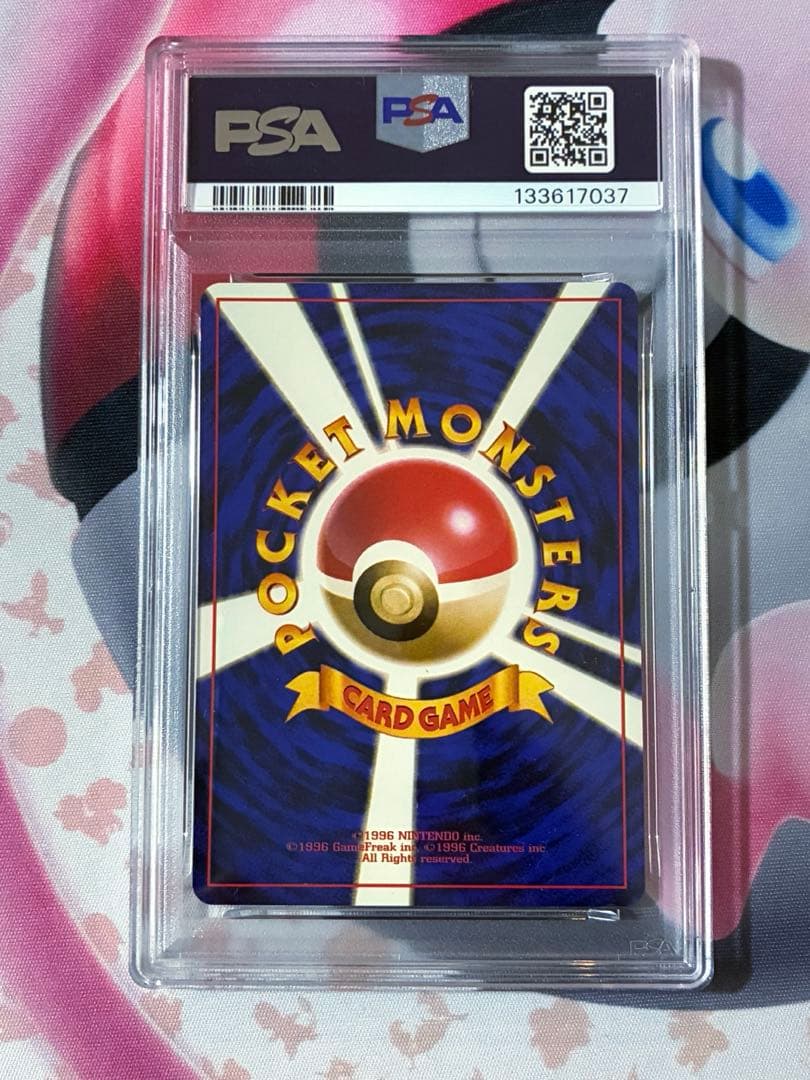 PSA
PSA
133617037
POCKET MONSTERS
CARD GAME
©1996 NINTENDO inc.
©1996 GameFreak inc. ©1996 Creatures inc.
All Rights reserved.
PSA